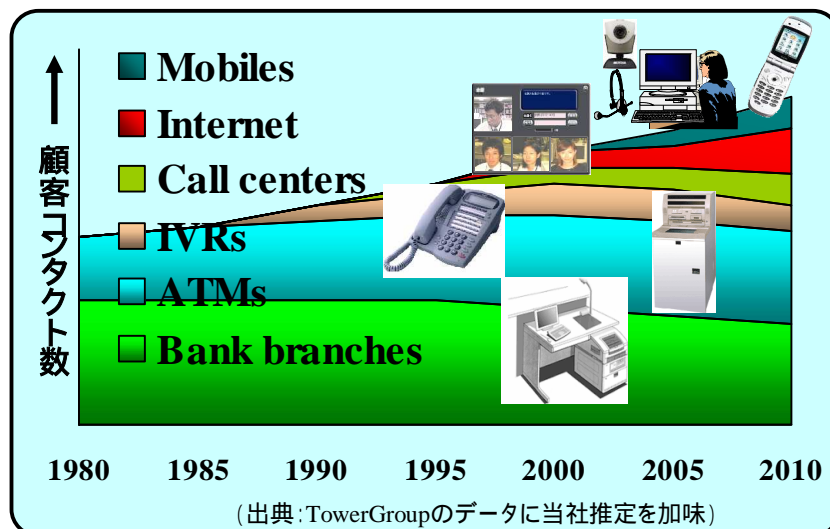 Mobiles
Internet
Call centers
IVRs
ATMs
Bank branches
顧客コンタクト数
1980 1985 1990 1995 2000 2005 2010
(出典:TowerGroupのデータに当社推定を加味)